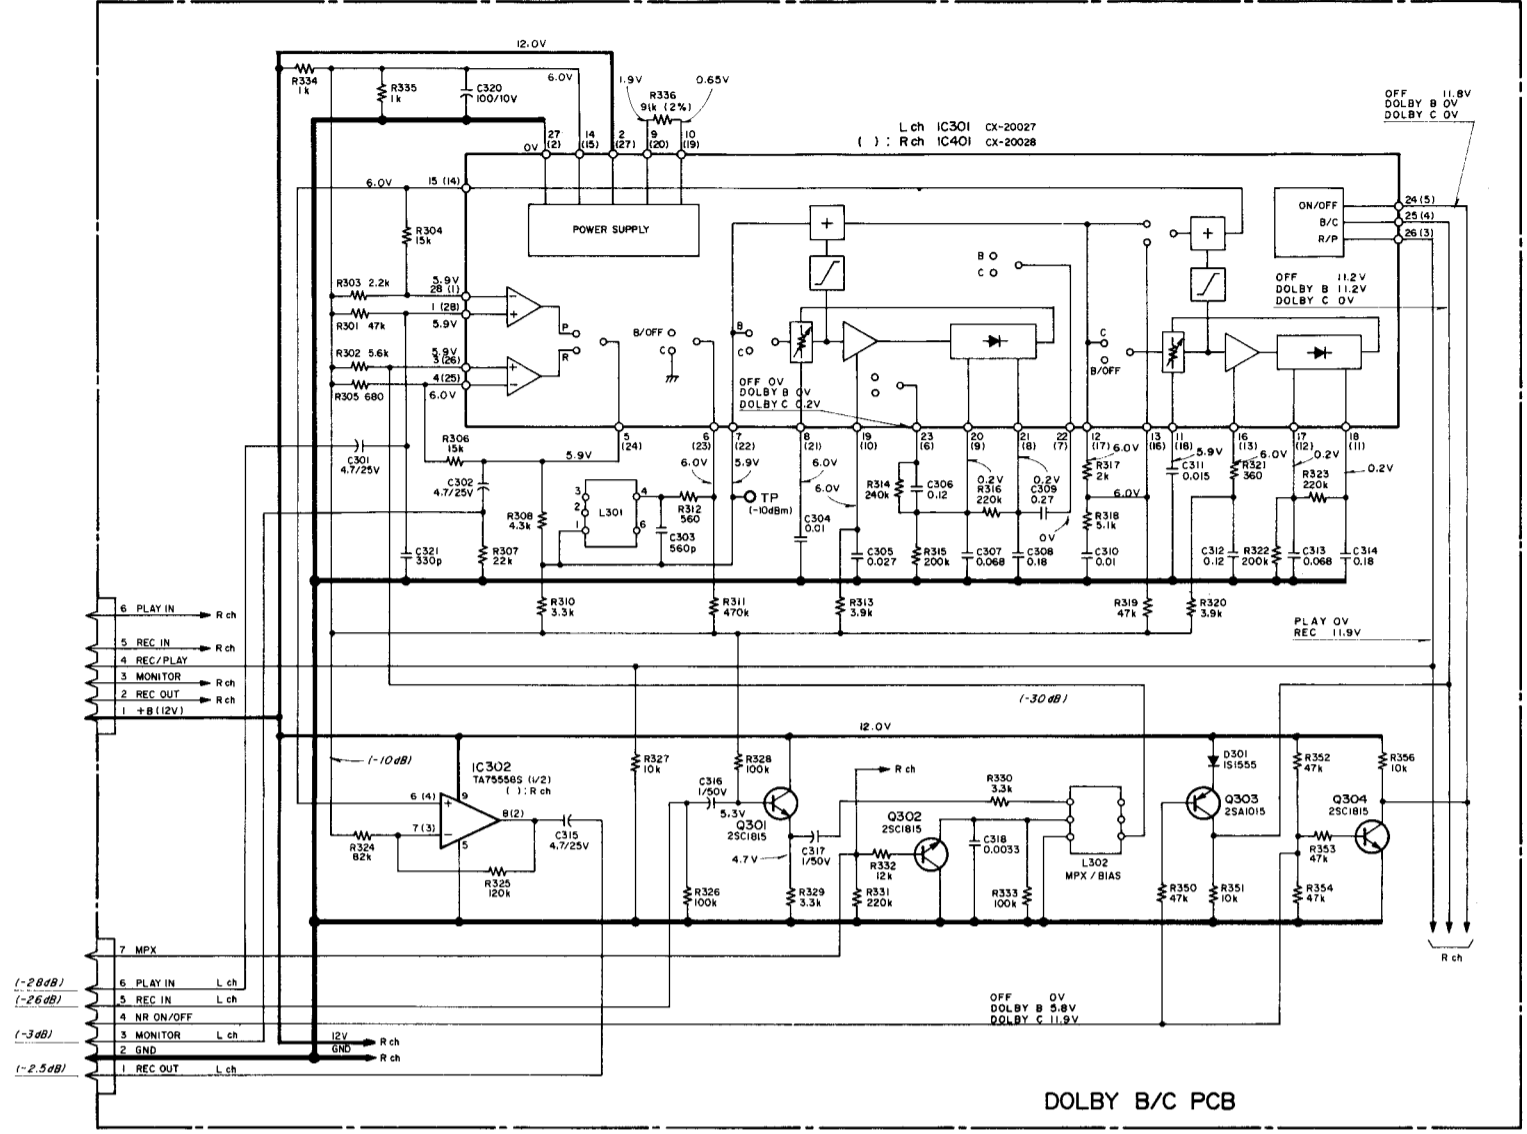 12.0V
R334
1k
R335
1k
C320
100/10V
6.0V
1.9V
R336
91k (2%)
0.65V
OFF 11.8V
DOLBY B 0V
DOLBY C 0V
L ch IC301 CX-20027
( ) : R ch IC401 CX-20028
0V
27
(2)
14
(15)
2
(27)
9
(20)
10
(19)
6.0V
15 (14)
POWER SUPPLY
+
+
ON/OFF
B/C
R/P
24 (5)
25 (4)
26 (3)
R304
15k
B
C
OFF 11.2V
DOLBY B 11.2V
DOLBY C 0V
R303 2.2k
5.9V
28 (1)
1 (28)
5.9V
R301 47k
R302 5.6k
5.9V
3 (26)
4 (25)
6.0V
R305 680
−
+
+
−
P
R
B/OFF
C
B
C
C
B/OFF
OFF 0V
DOLBY B 0V
DOLBY C 0.2V
5
(24)
6
(23)
7
(22)
8
(21)
19
(10)
23
(6)
20
(9)
21
(8)
22
(7)
12
(17)
13
(16)
11
(18)
16
(13)
17
(12)
18
(11)
C301
4.7/25V
R306
15k
5.9V
C302
4.7/25V
6.0V
5.9V
6.0V
6.0V
R314
240k
C306
0.12
0.2V
R316
220k
0.2V
C309
0.27
0V
6.0V
R317
2k
6.0V
5.9V
C311
0.015
6.0V
R321
360
0.2V
R323
220k
0.2V
3
2
1
L301
4
6
R312
560
C303
560p
TP
(-10dBm)
R308
4.3k
R307
22k
C321
330p
C304
0.01
C305
0.027
R315
200k
C307
0.068
C308
0.18
R318
5.1k
C310
0.01
C312
0.12
R322
200k
C313
0.068
C314
0.18
R310
3.3k
R311
470k
R313
3.9k
R319
47k
R320
3.9k
PLAY 0V
REC 11.9V
6 PLAY IN R ch
5 REC IN R ch
4 REC/PLAY
3 MONITOR R ch
2 REC OUT R ch
1 +B (12V)
(-30dB)
12.0V
(-10dB)
IC302
TA75558S (1/2)
( ) : R ch
6 (4)
+
9
8(2)
7 (3)
−
5
R324
82k
R325
120k
C315
4.7/25V
R327
10k
R328
100k
C316
1/50V
5.3V
Q301
2SC1815
R326
100k
4.7V
R329
3.3k
C317
1/50V
R ch
Q302
2SC1815
R332
12k
R331
220k
R330
3.3k
C318
0.0033
R333
100k
L302
MPX / BIAS
D301
1S1555
Q303
2SA1015
R350
47k
R351
10k
R352
47k
R353
47k
R354
47k
Q304
2SC1815
R356
10k
R ch
7 MPX
(-28dB) 6 PLAY IN L ch
(-26dB) 5 REC IN L ch
4 NR ON/OFF
(-3dB) 3 MONITOR L ch
2 GND
(-2.5dB) 1 REC OUT L ch
12V R ch
GND R ch
OFF 0V
DOLBY B 5.8V
DOLBY C 11.9V
DOLBY B/C PCB